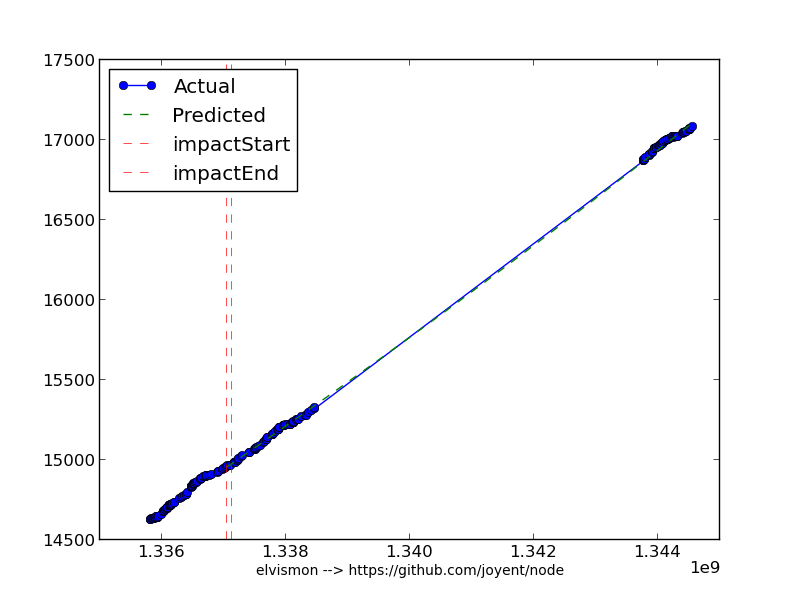 17500
17000
16500
16000
15500
15000
14500
Actual
Predicted
impactStart
impactEnd
1.336
1.338
1.340
1.342
1.344
1e9
elvismon --> https://github.com/joyent/node